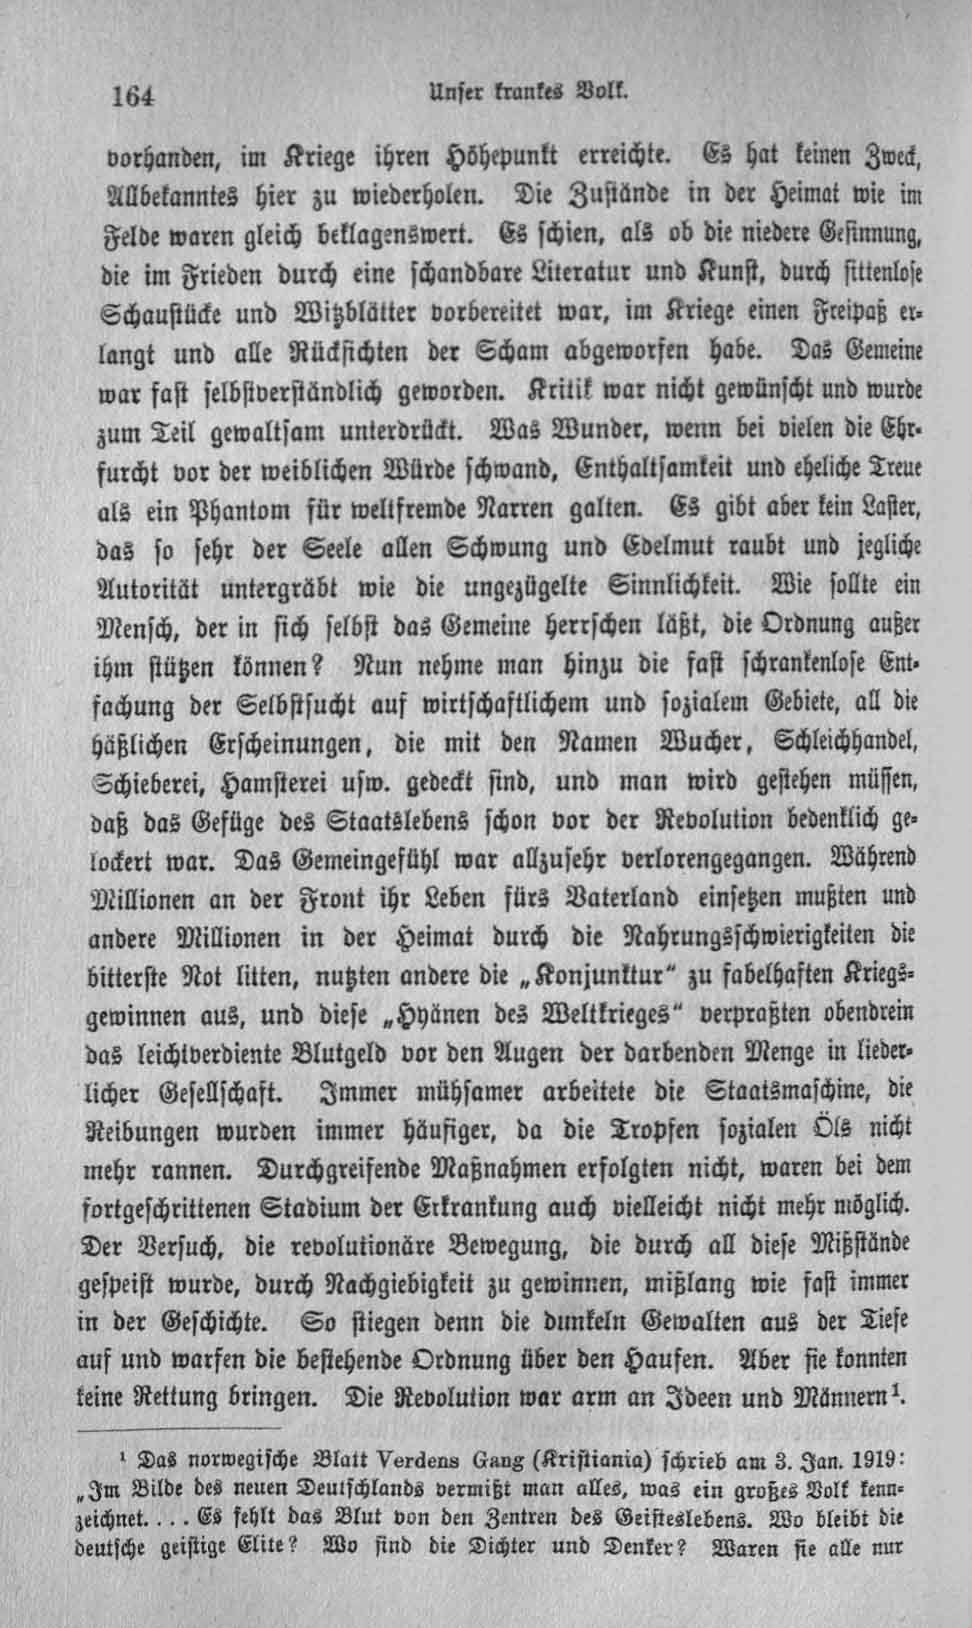 164
Unser krankes Volk.
vorhanden, im Kriege ihren Höhepunkt erreichte. Es hat keinen Zweck,
Allbekanntes hier zu wiederholen. Die Zustände in der Heimat wie im
Felde waren gleich beklagenswert. Es schien, als ob die niedere Gesinnung,
die im Frieden durch eine schandbare Literatur und Kunst, durch sittenlose
Schaustücke und Witzblätter vorbereitet war, im Kriege einen Freipaß er-
langt und alle Rücksichten der Scham abgeworfen habe. Das Gemeine
war fast selbstverständlich geworden. Kritik war nicht gewünscht und wurde
zum Teil gewaltsam unterdrückt. Was Wunder, wenn bei vielen die Ehr-
furcht vor der weiblichen Würde schwand, Enthaltsamkeit und eheliche Treue
als ein Phantom für weltfremde Narren galten. Es gibt aber kein Laster,
das so sehr der Seele allen Schwung und Edelmut raubt und jegliche
Autorität untergräbt wie die ungezügelte Sinnlichkeit. Wie sollte ein
Mensch, der in sich selbst das Gemeine herrschen läßt, die Ordnung außer
ihm stützen können? Nun nehme man hinzu die fast schrankenlose Ent-
fachung der Selbstsucht auf wirtschaftlichem und sozialem Gebiete, all die
häßlichen Erscheinungen, die mit den Namen Wucher, Schleichhandel,
Schieberei, Hamsterei usw. gedeckt sind, und man wird gestehen müssen,
daß das Gefüge des Staatslebens schon vor der Revolution bedenklich ge-
lockert war. Das Gemeingefühl war allzusehr verlorengegangen. Während
Millionen an der Front ihr Leben fürs Vaterland einsetzen mußten und
andere Millionen in der Heimat durch die Nahrungsschwierigkeiten die
bitterste Not litten, nutzten andere die „Konjunktur" zu fabelhaften Kriegs-
gewinnen aus, und diese „Hyänen des Weltkrieges" verpraßten obendrein
das leichtverdiente Blutgeld vor den Augen der darbenden Menge in lieder-
licher Gesellschaft. Immer mühsamer arbeitete die Staatsmaschine, die
Reibungen wurden immer häufiger, da die Tropfen sozialen Öls nicht
mehr rannen. Durchgreifende Maßnahmen erfolgten nicht, waren bei dem
fortgeschrittenen Stadium der Erkrankung auch vielleicht nicht mehr möglich.
Der Versuch, die revolutionäre Bewegung, die durch all diese Mißstände
gespeist wurde, durch Nachgiebigkeit zu gewinnen, mißlang wie fast immer
in der Geschichte. So stiegen denn die dunkeln Gewalten aus der Tiefe
auf und warfen die bestehende Ordnung über den Haufen. Aber sie konnten
keine Rettung bringen. Die Revolution war arm an Ideen und Männern¹.
¹ Das norwegische Blatt Verdens Gang (Kristiania) schrieb am 3. Jan. 1919:
„Im Bilde des neuen Deutschlands vermißt man alles, was ein großes Volk kenn-
zeichnet.... Es fehlt das Blut von den Zentren des Geisteslebens. Wo bleibt die
deutsche geistige Elite? Wo sind die Dichter und Denker? Waren sie alle nur